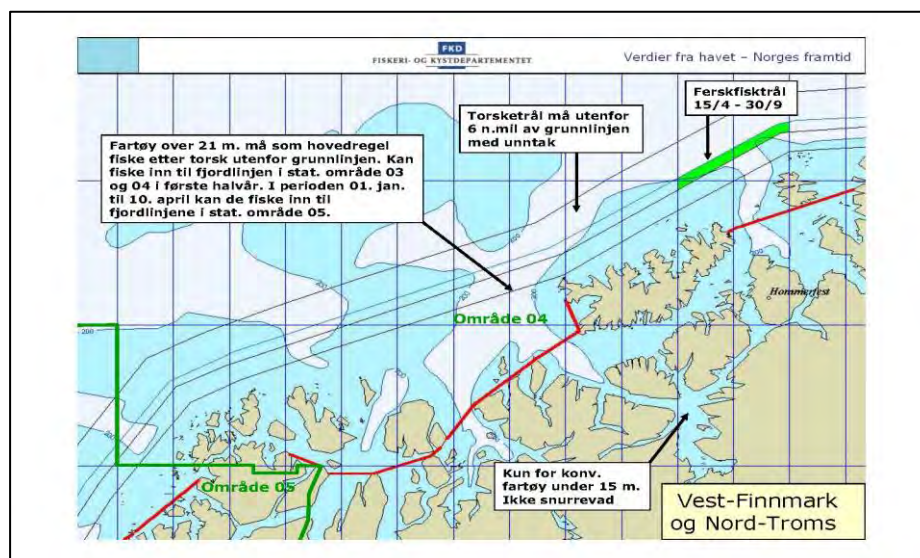 FKD
FISKERI- OG KYSTDEPARTEMENTET
Verdier fra havet – Norges framtid
Ferskfisktrål
15/4 - 30/9
Torsketrål må utenfor
6 n.mil av grunnlinjen
med unntak
Fartøy over 21 m. må som hovedregel
fiske etter torsk utenfor grunnlinjen. Kan
fiske inn til fjordlinjen i stat. område 03
og 04 i første halvår. I perioden 01. jan.
til 10. april kan de fiske inn til
fjordlinjene i stat. område 05.
Hammerfest
Område 04
200
Kun for konv.
fartøy under 15 m.
Ikke snurrevad
Område 05
Vest-Finnmark
og Nord-Troms